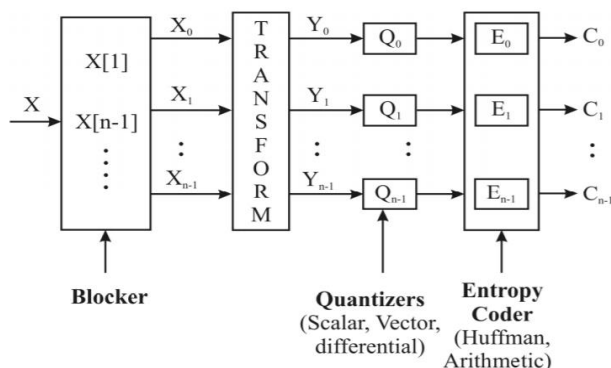 X
X[1]
X[n-1]
X₀
X₁
Xₙ₋₁
TRANSFORM
Y₀
Y₁
Yₙ₋₁
Q₀
Q₁
Qₙ₋₁
E₀
E₁
Eₙ₋₁
C₀
C₁
Cₙ₋₁
Blocker
Quantizers
(Scalar, Vector,
differential)
Entropy
Coder
(Huffman,
Arithmetic)